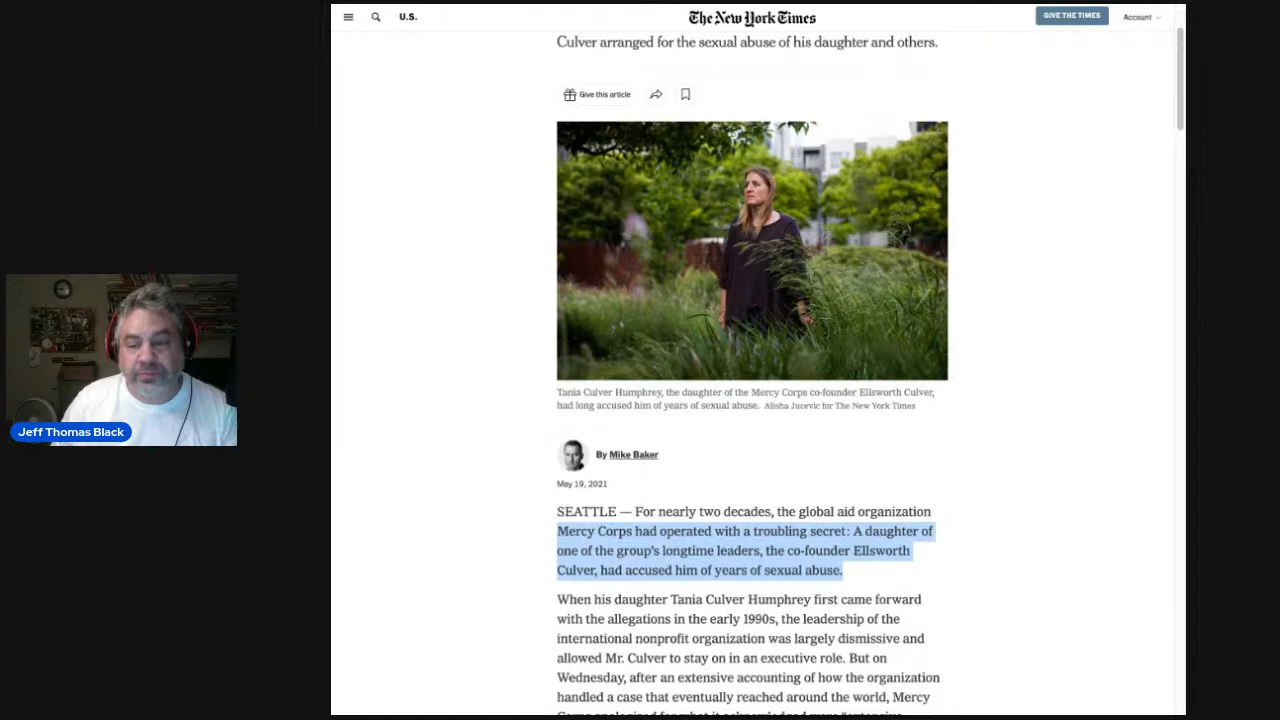 U.S.
The New York Times
GIVE THE TIMES
Account
Culver arranged for the sexual abuse of his daughter and others.
Give this article
Tania Culver Humphrey, the daughter of the Mercy Corps co-founder Ellsworth Culver,
had long accused him of years of sexual abuse. Alisha Jucevic for The New York Times
Jeff Thomas Black
By Mike Baker
May 19, 2021
SEATTLE — For nearly two decades, the global aid organization
Mercy Corps had operated with a troubling secret: A daughter of
one of the group's longtime leaders, the co-founder Ellsworth
Culver, had accused him of years of sexual abuse.
When his daughter Tania Culver Humphrey first came forward
with the allegations in the early 1990s, the leadership of the
international nonprofit organization was largely dismissive and
allowed Mr. Culver to stay on in an executive role. But on
Wednesday, after an extensive accounting of how the organization
handled a case that eventually reached around the world, Mercy